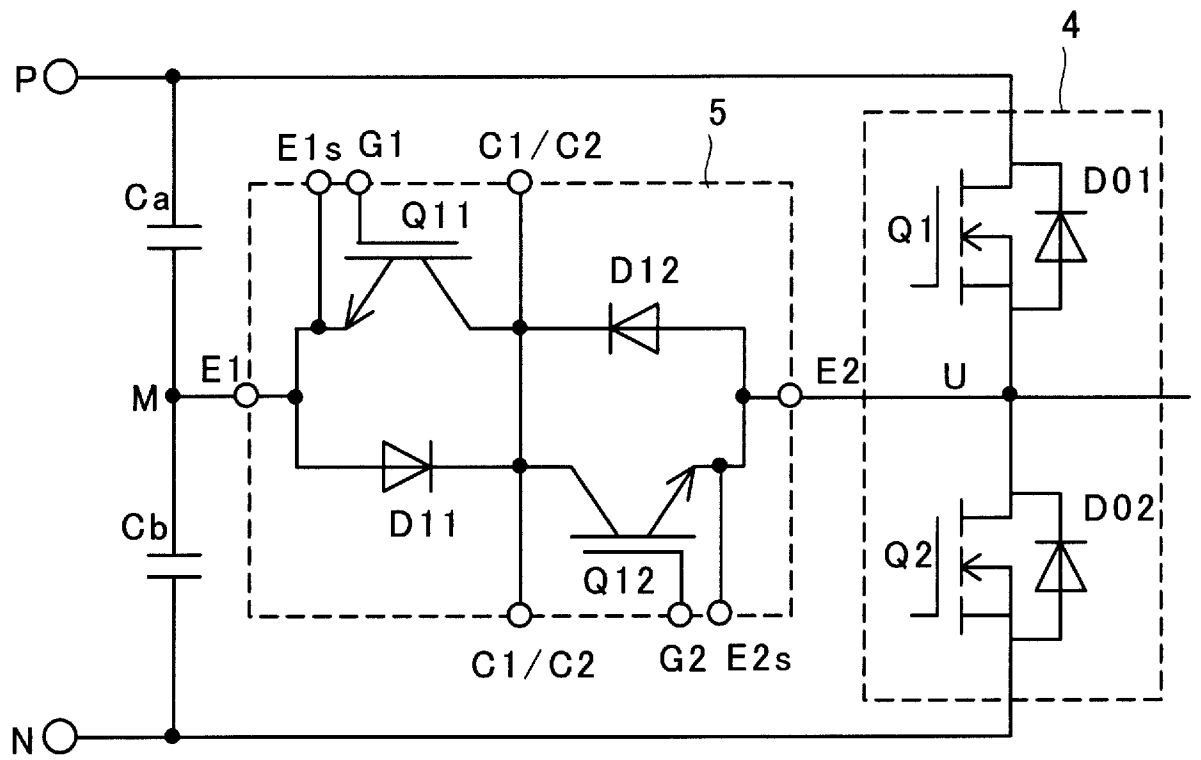 4
P
5
E1s G1 C1/C2
Ca
Q11
D01
Q1
D12
E1
E2
U
M
D11
Cb
D02
Q12
Q2
C1/C2 G2 E2s
N